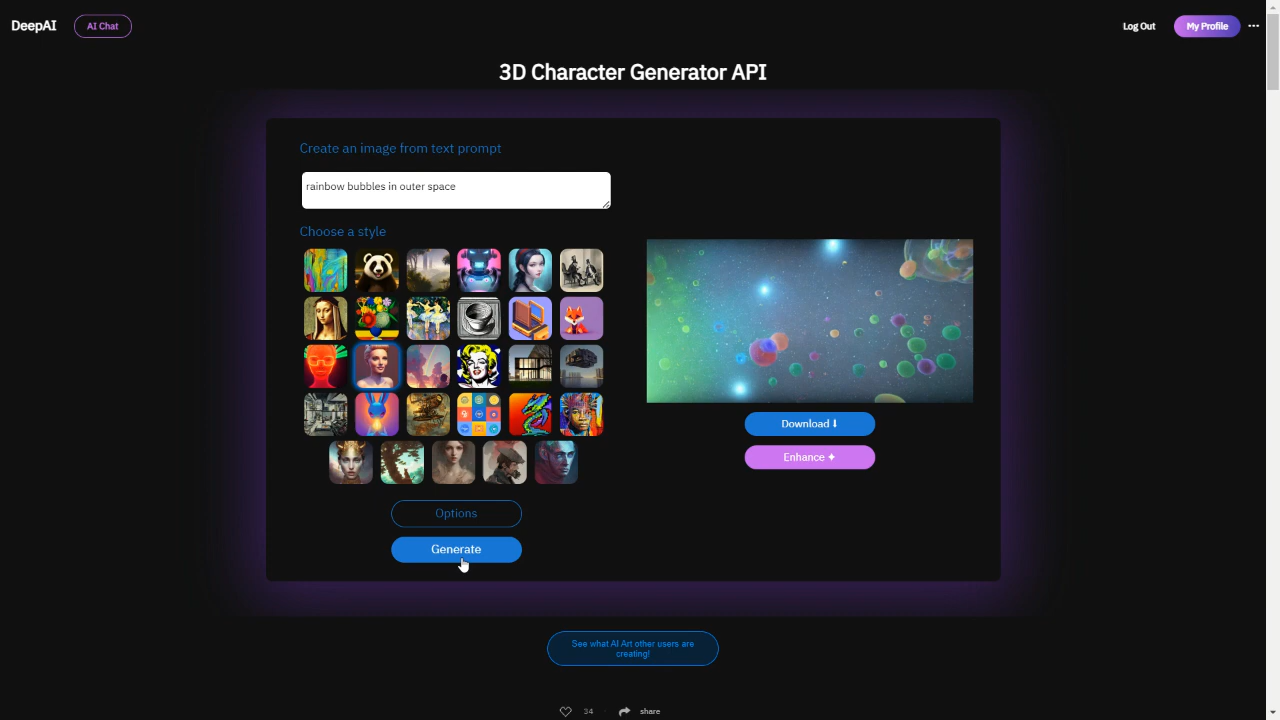 DeepAI
AI Chat
Log Out
My Profile
3D Character Generator API
Create an image from text prompt
rainbow bubbles in outer space
Choose a style
Download
Enhance
Options
Generate
See what AI Art other users are
creating!
34
share